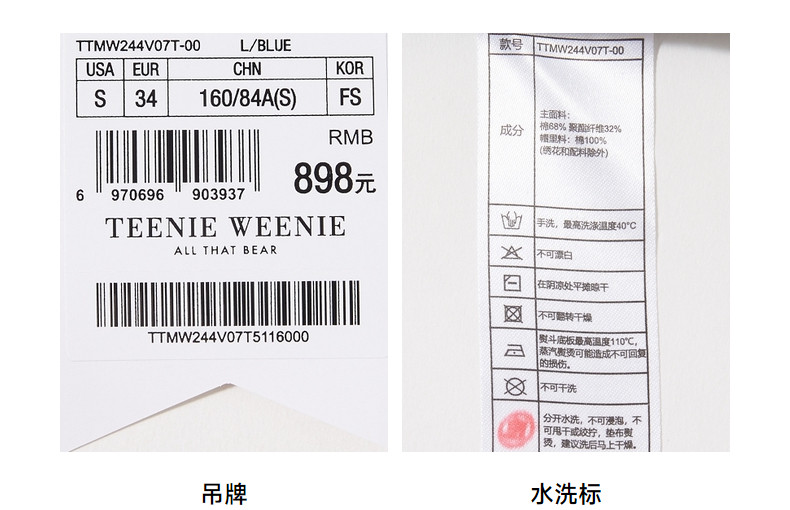 TTMW244V07T-00 L/BLUE
USA EUR CHN KOR
S 34 160/84A(S) FS
RMB
898元
6 970696 903937
TEENIE WEENIE
ALL THAT BEAR
TTMW244V07T5116000
吊牌
款号 TTMW244V07T-00
成分
主面料:
棉68% 聚酯纤维32%
帽里料: 棉100%
(绣花和配料除外)
手洗，最高洗涤温度40°C
不可漂白
在阴凉处平摊晾干
不可翻转干燥
熨斗底板最高温度110℃，
蒸汽熨烫可能造成不可回复
的损伤。
不可干洗
分开水洗，不可浸泡，不
可甩干或绞拧，垫布熨
烫，建议洗后马上干燥。
水洗标